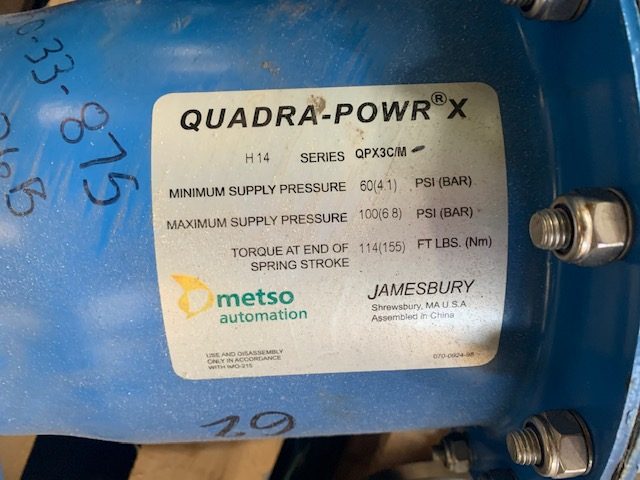 QUADRA-POWR® X
H 14 SERIES QPX3C/M
MINIMUM SUPPLY PRESSURE 60(4.1) PSI (BAR)
MAXIMUM SUPPLY PRESSURE 100(6.8) PSI (BAR)
TORQUE AT END OF SPRING STROKE 114(155) FT LBS. (Nm)
metso
automation
JAMESBURY
Shrewsbury, MA U.S.A
Assembled in China
USE AND DISASSEMBLY
ONLY IN ACCORDANCE
WITH IMO-215
070-0924-98
33-875